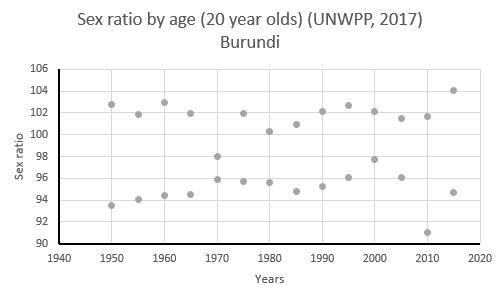 Sex ratio by age (20 year olds) (UNWPP, 2017)
Burundi
106
104
102
100
98
96
94
92
90
Sex ratio
1940 1950 1960 1970 1980 1990 2000 2010 2020
Years